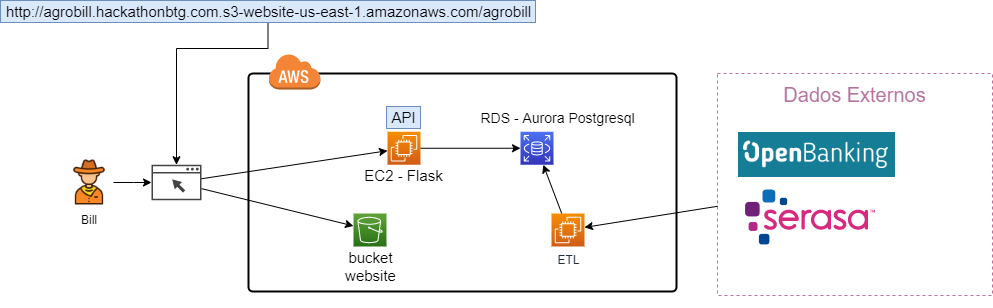 http://agrobill.hackathonbtg.com.s3-website-us-east-1.amazonaws.com/agrobill
AWS
Dados Externos
API
RDS - Aurora Postgresql
OpenBanking
EC2 - Flask
Bill
serasa™
bucket
website
ETL